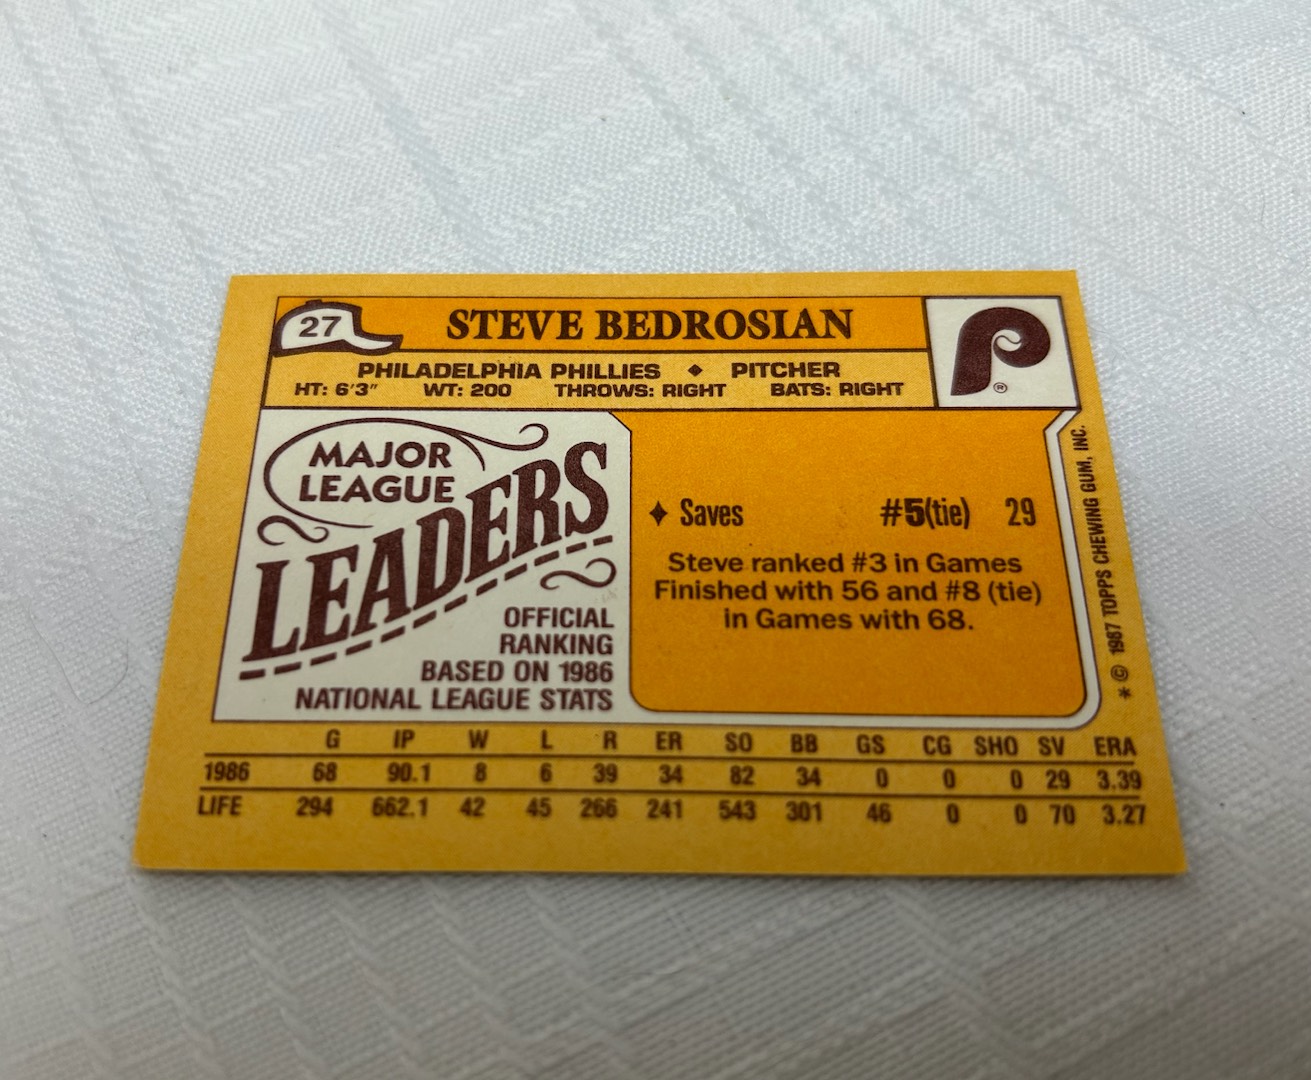 27
STEVE BEDROSIAN
PHILADELPHIA PHILLIES ♦ PITCHER
HT: 6'3" WT: 200 THROWS: RIGHT BATS: RIGHT
P
®
MAJOR
LEAGUE
LEADERS
OFFICIAL
RANKING
BASED ON 1986
NATIONAL LEAGUE STATS
♦ Saves #5(tie) 29
Steve ranked #3 in Games
Finished with 56 and #8 (tie)
in Games with 68.
* © 1987 TOPPS CHEWING GUM, INC.
G IP W L R ER SO BB GS CG SHO SV ERA
1986 68 90.1 8 6 39 34 82 34 0 0 0 29 3.39
LIFE 294 662.1 42 45 266 241 543 301 46 0 0 70 3.27